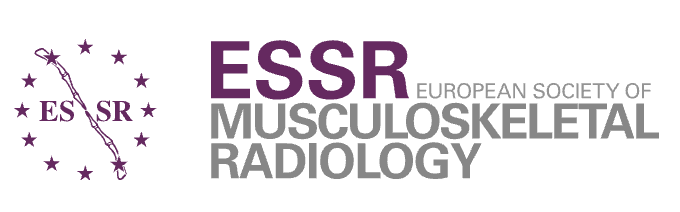 ES SR
ESSR EUROPEAN SOCIETY OF
MUSCULOSKELETAL
RADIOLOGY